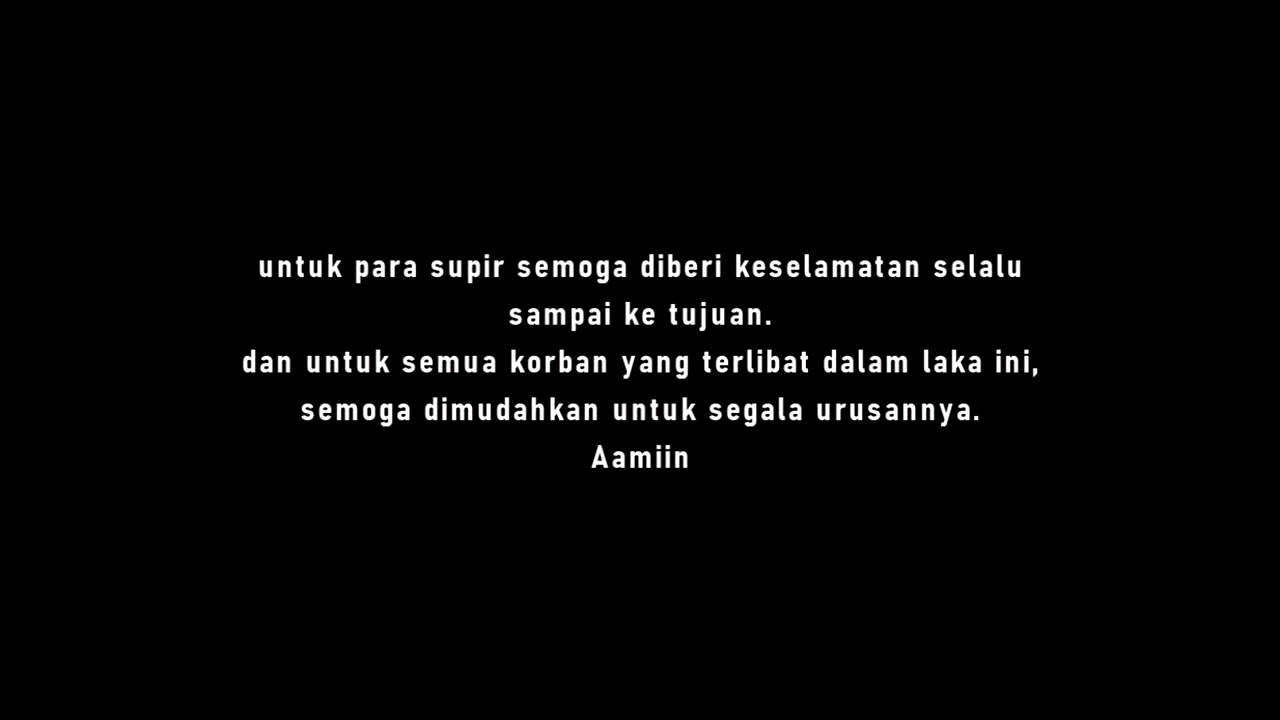 untuk para supir semoga diberi keselamatan selalu
sampai ke tujuan.
dan untuk semua korban yang terlibat dalam laka ini,
semoga dimudahkan untuk segala urusannya.
Aamiin